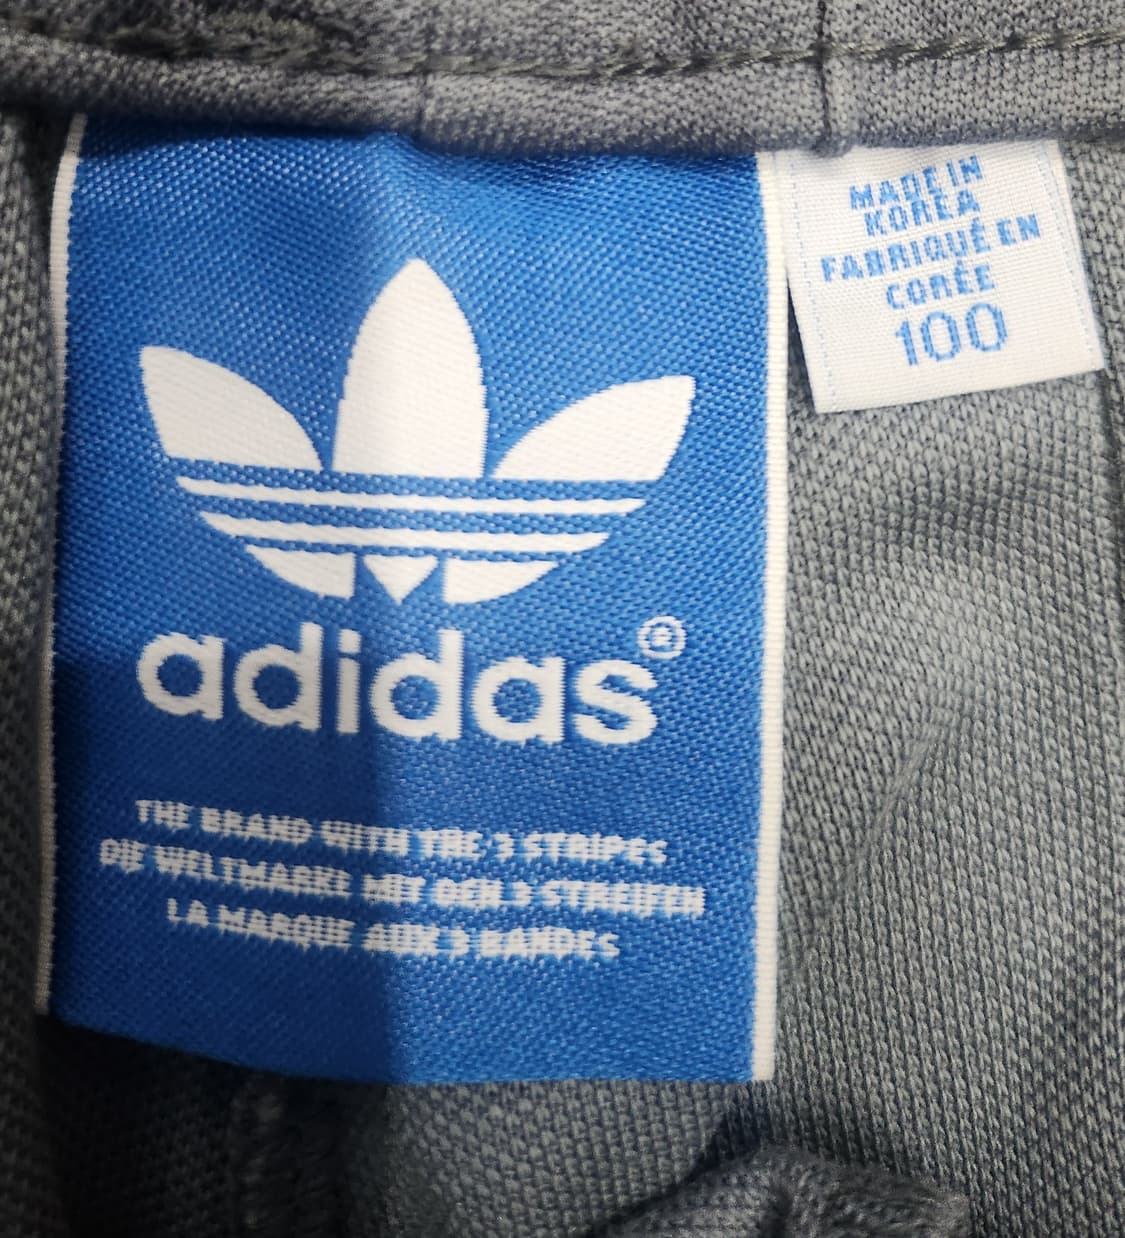 adidas®
THE BRAND WITH THE 3 STRIPES
DIE WELTMARKE MIT DEN 3 STREIFEN
LA MARQUE AUX 3 BANDES
MADE IN
KOREA
FABRIQUÉ EN
CORÉE
100